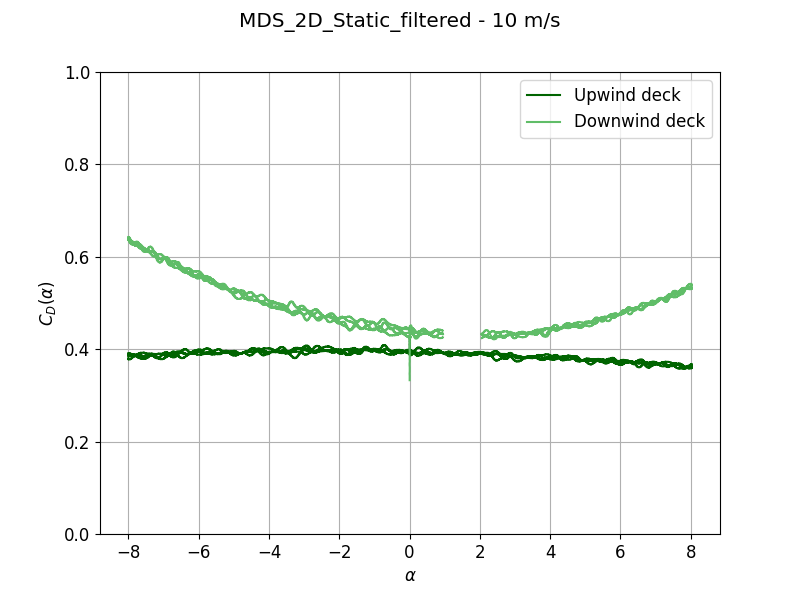 MDS_2D_Static_filtered - 10 m/s
Upwind deck
Downwind deck
1.0
0.8
0.6
0.4
0.2
0.0
C_D(α)
−8 −6 −4 −2 0 2 4 6 8
α